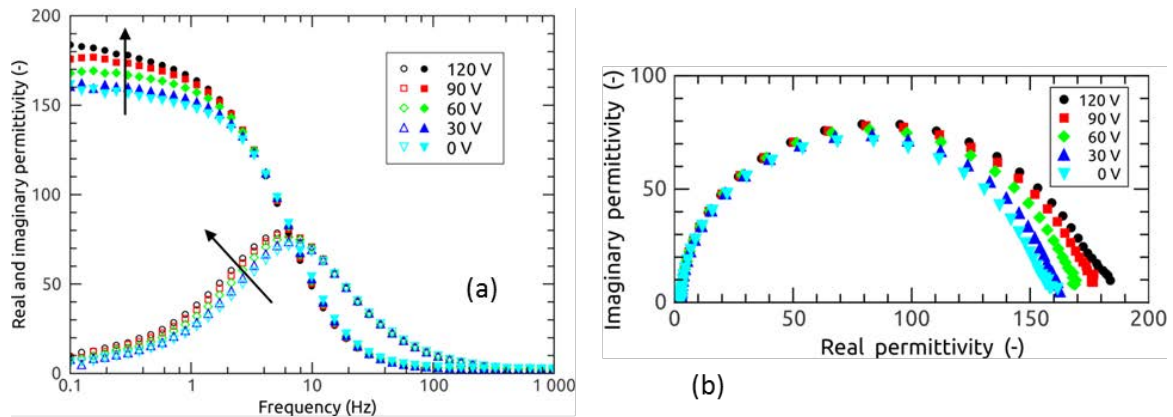 200
150
100
50
0
Real and imaginary permittivity (-)
120 V
90 V
60 V
30 V
0 V
(a)
0.1 1 10 100 1 000
Frequency (Hz)
100
50
0
Imaginary permittivity (-)
120 V
90 V
60 V
30 V
0 V
0 50 100 150 200
Real permittivity (-)
(b)